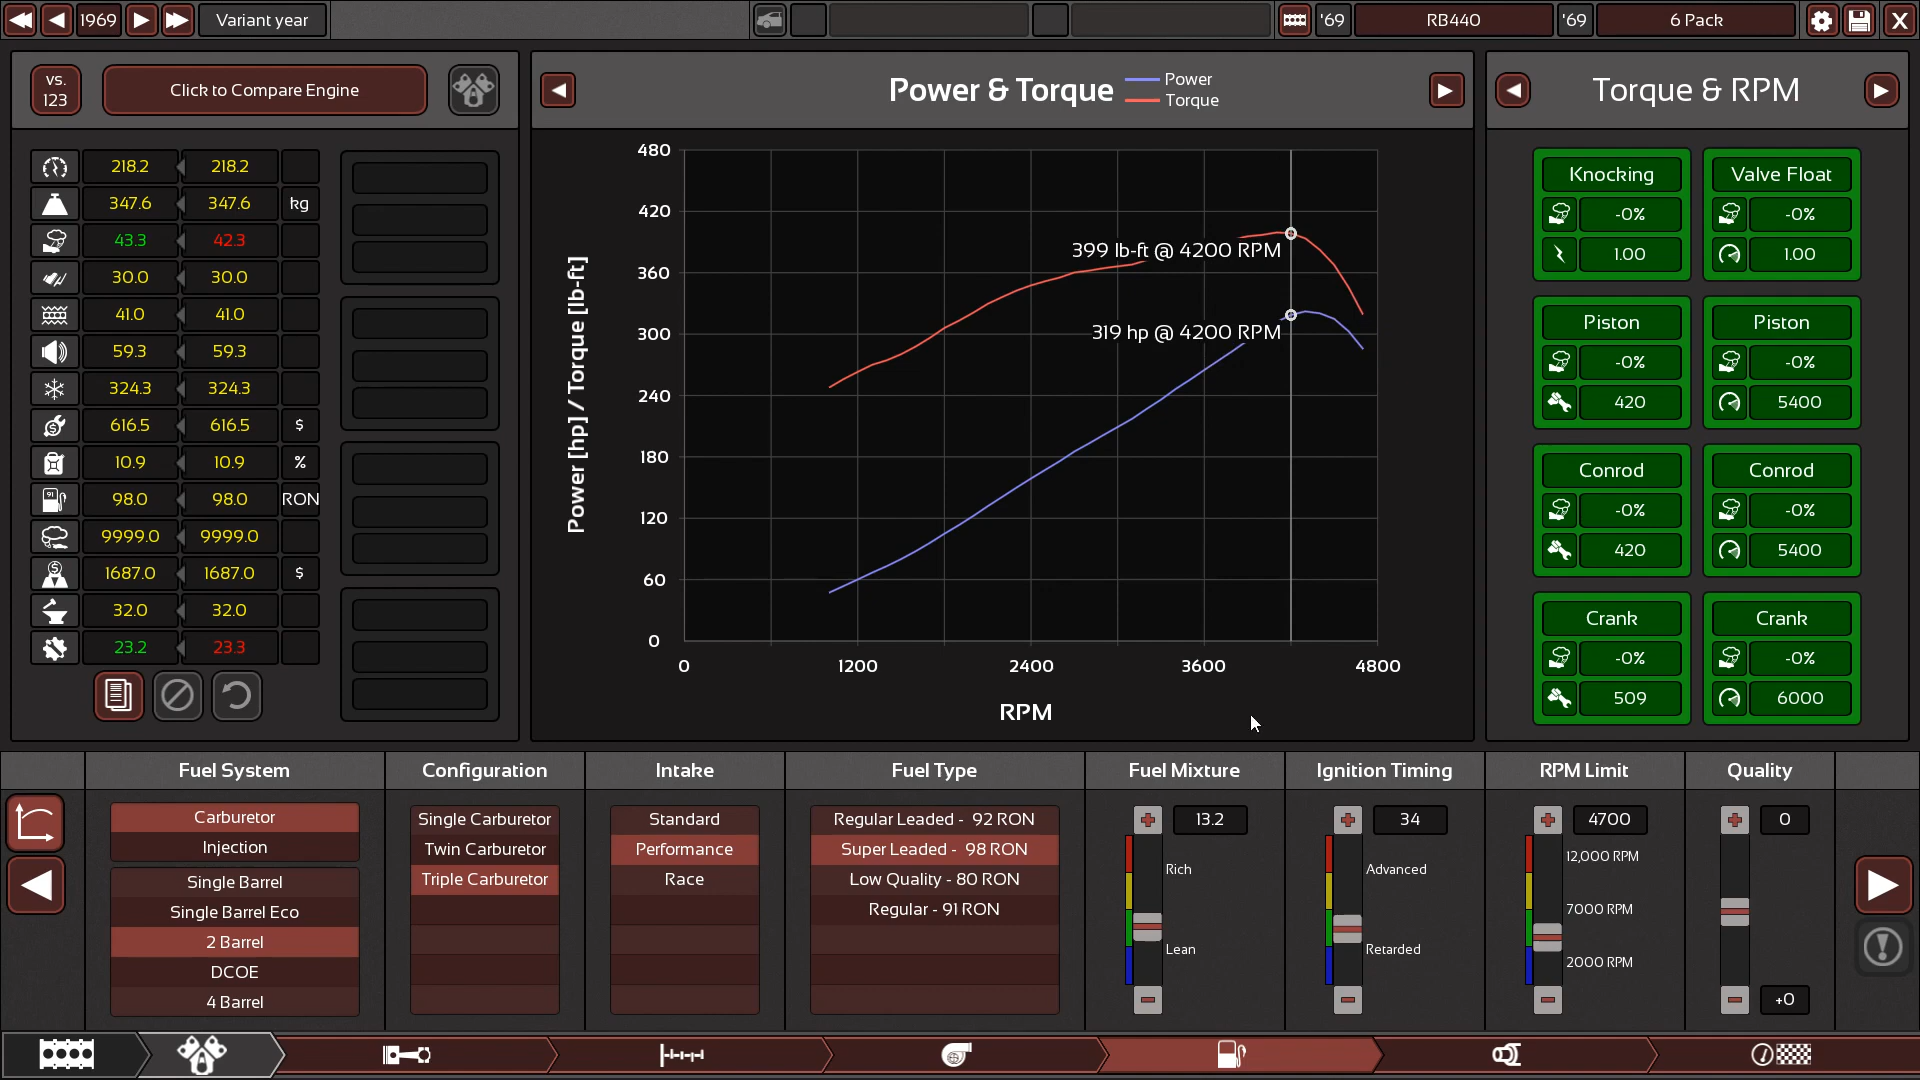 1969
Variant year
'69
RB440
'69
6 Pack
X
vs.
123
Click to Compare Engine
218.2 218.2
347.6 347.6 kg
43.3 42.3
30.0 30.0
41.0 41.0
59.3 59.3
324.3 324.3
616.5 616.5 $
10.9 10.9 %
91 98.0 98.0 RON
9999.0 9999.0
1687.0 1687.0 $
32.0 32.0
23.2 23.3
Power & Torque
Power
Torque
480
420
360
300
240
180
120
60
0
Power [hp] / Torque [lb-ft]
399 lb-ft @ 4200 RPM
319 hp @ 4200 RPM
0 1200 2400 3600 4800
RPM
Torque & RPM
Knocking
-0%
1.00
Valve Float
-0%
1.00
Piston
-0%
420
Piston
-0%
5400
Conrod
-0%
420
Conrod
-0%
5400
Crank
-0%
509
Crank
-0%
6000
Fuel System
Carburetor
Injection
Single Barrel
Single Barrel Eco
2 Barrel
DCOE
4 Barrel
Configuration
Single Carburetor
Twin Carburetor
Triple Carburetor
Intake
Standard
Performance
Race
Fuel Type
Regular Leaded - 92 RON
Super Leaded - 98 RON
Low Quality - 80 RON
Regular - 91 RON
Fuel Mixture
13.2
Rich
Lean
Ignition Timing
34
Advanced
Retarded
RPM Limit
4700
12,000 RPM
7000 RPM
2000 RPM
Quality
0
+0